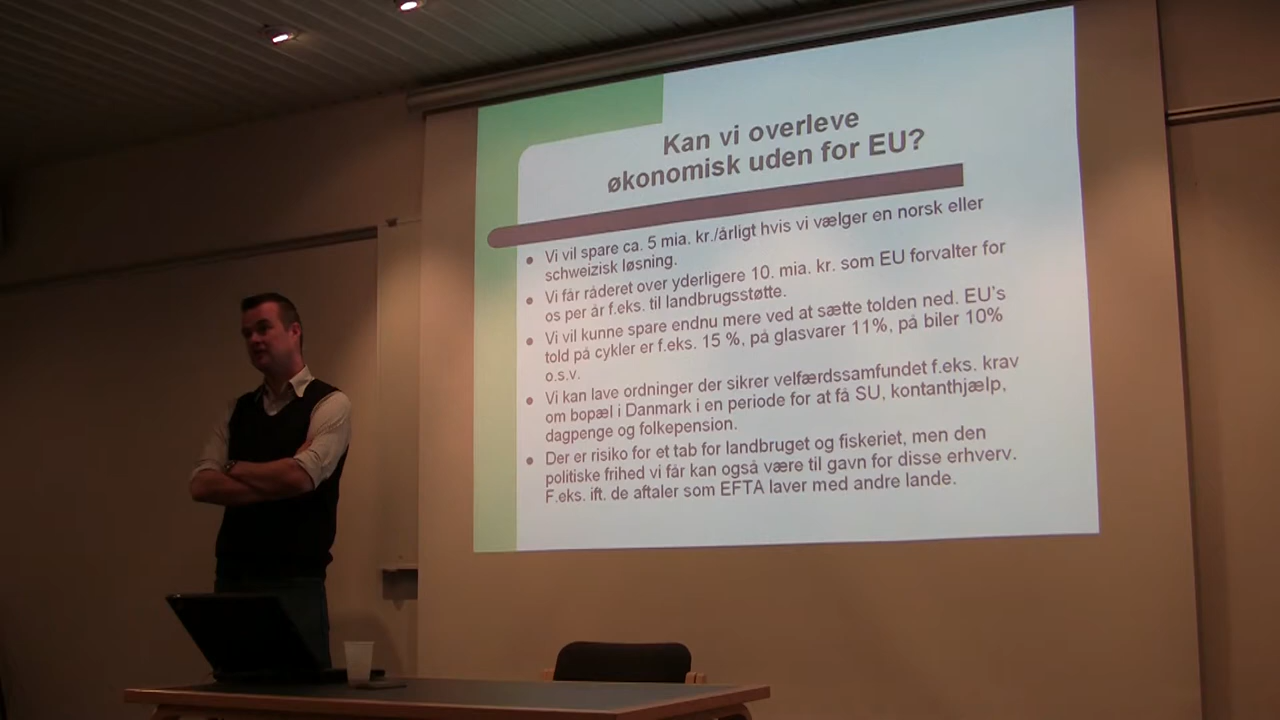 Kan vi overleve
økonomisk uden for EU?
Vi vil spare ca. 5 mia. kr./årligt hvis vi vælger en norsk eller
schweizisk løsning.
Vi får råderet over yderligere 10. mia. kr. som EU forvalter for
os per år f.eks. til landbrugsstøtte.
Vi vil kunne spare endnu mere ved at sætte tolden ned. EU's
told på cykler er f.eks. 15 %, på glasvarer 11%, på biler 10%
o.s.v.
Vi kan lave ordninger der sikrer velfærdssamfundet f.eks. krav
om bopæl i Danmark i en periode for at få SU, kontanthjælp,
dagpenge og folkepension.
Der er risiko for et tab for landbruget og fiskeriet, men den
politiske frihed vi får kan også være til gavn for disse erhverv.
F.eks. ift. de aftaler som EFTA laver med andre lande.